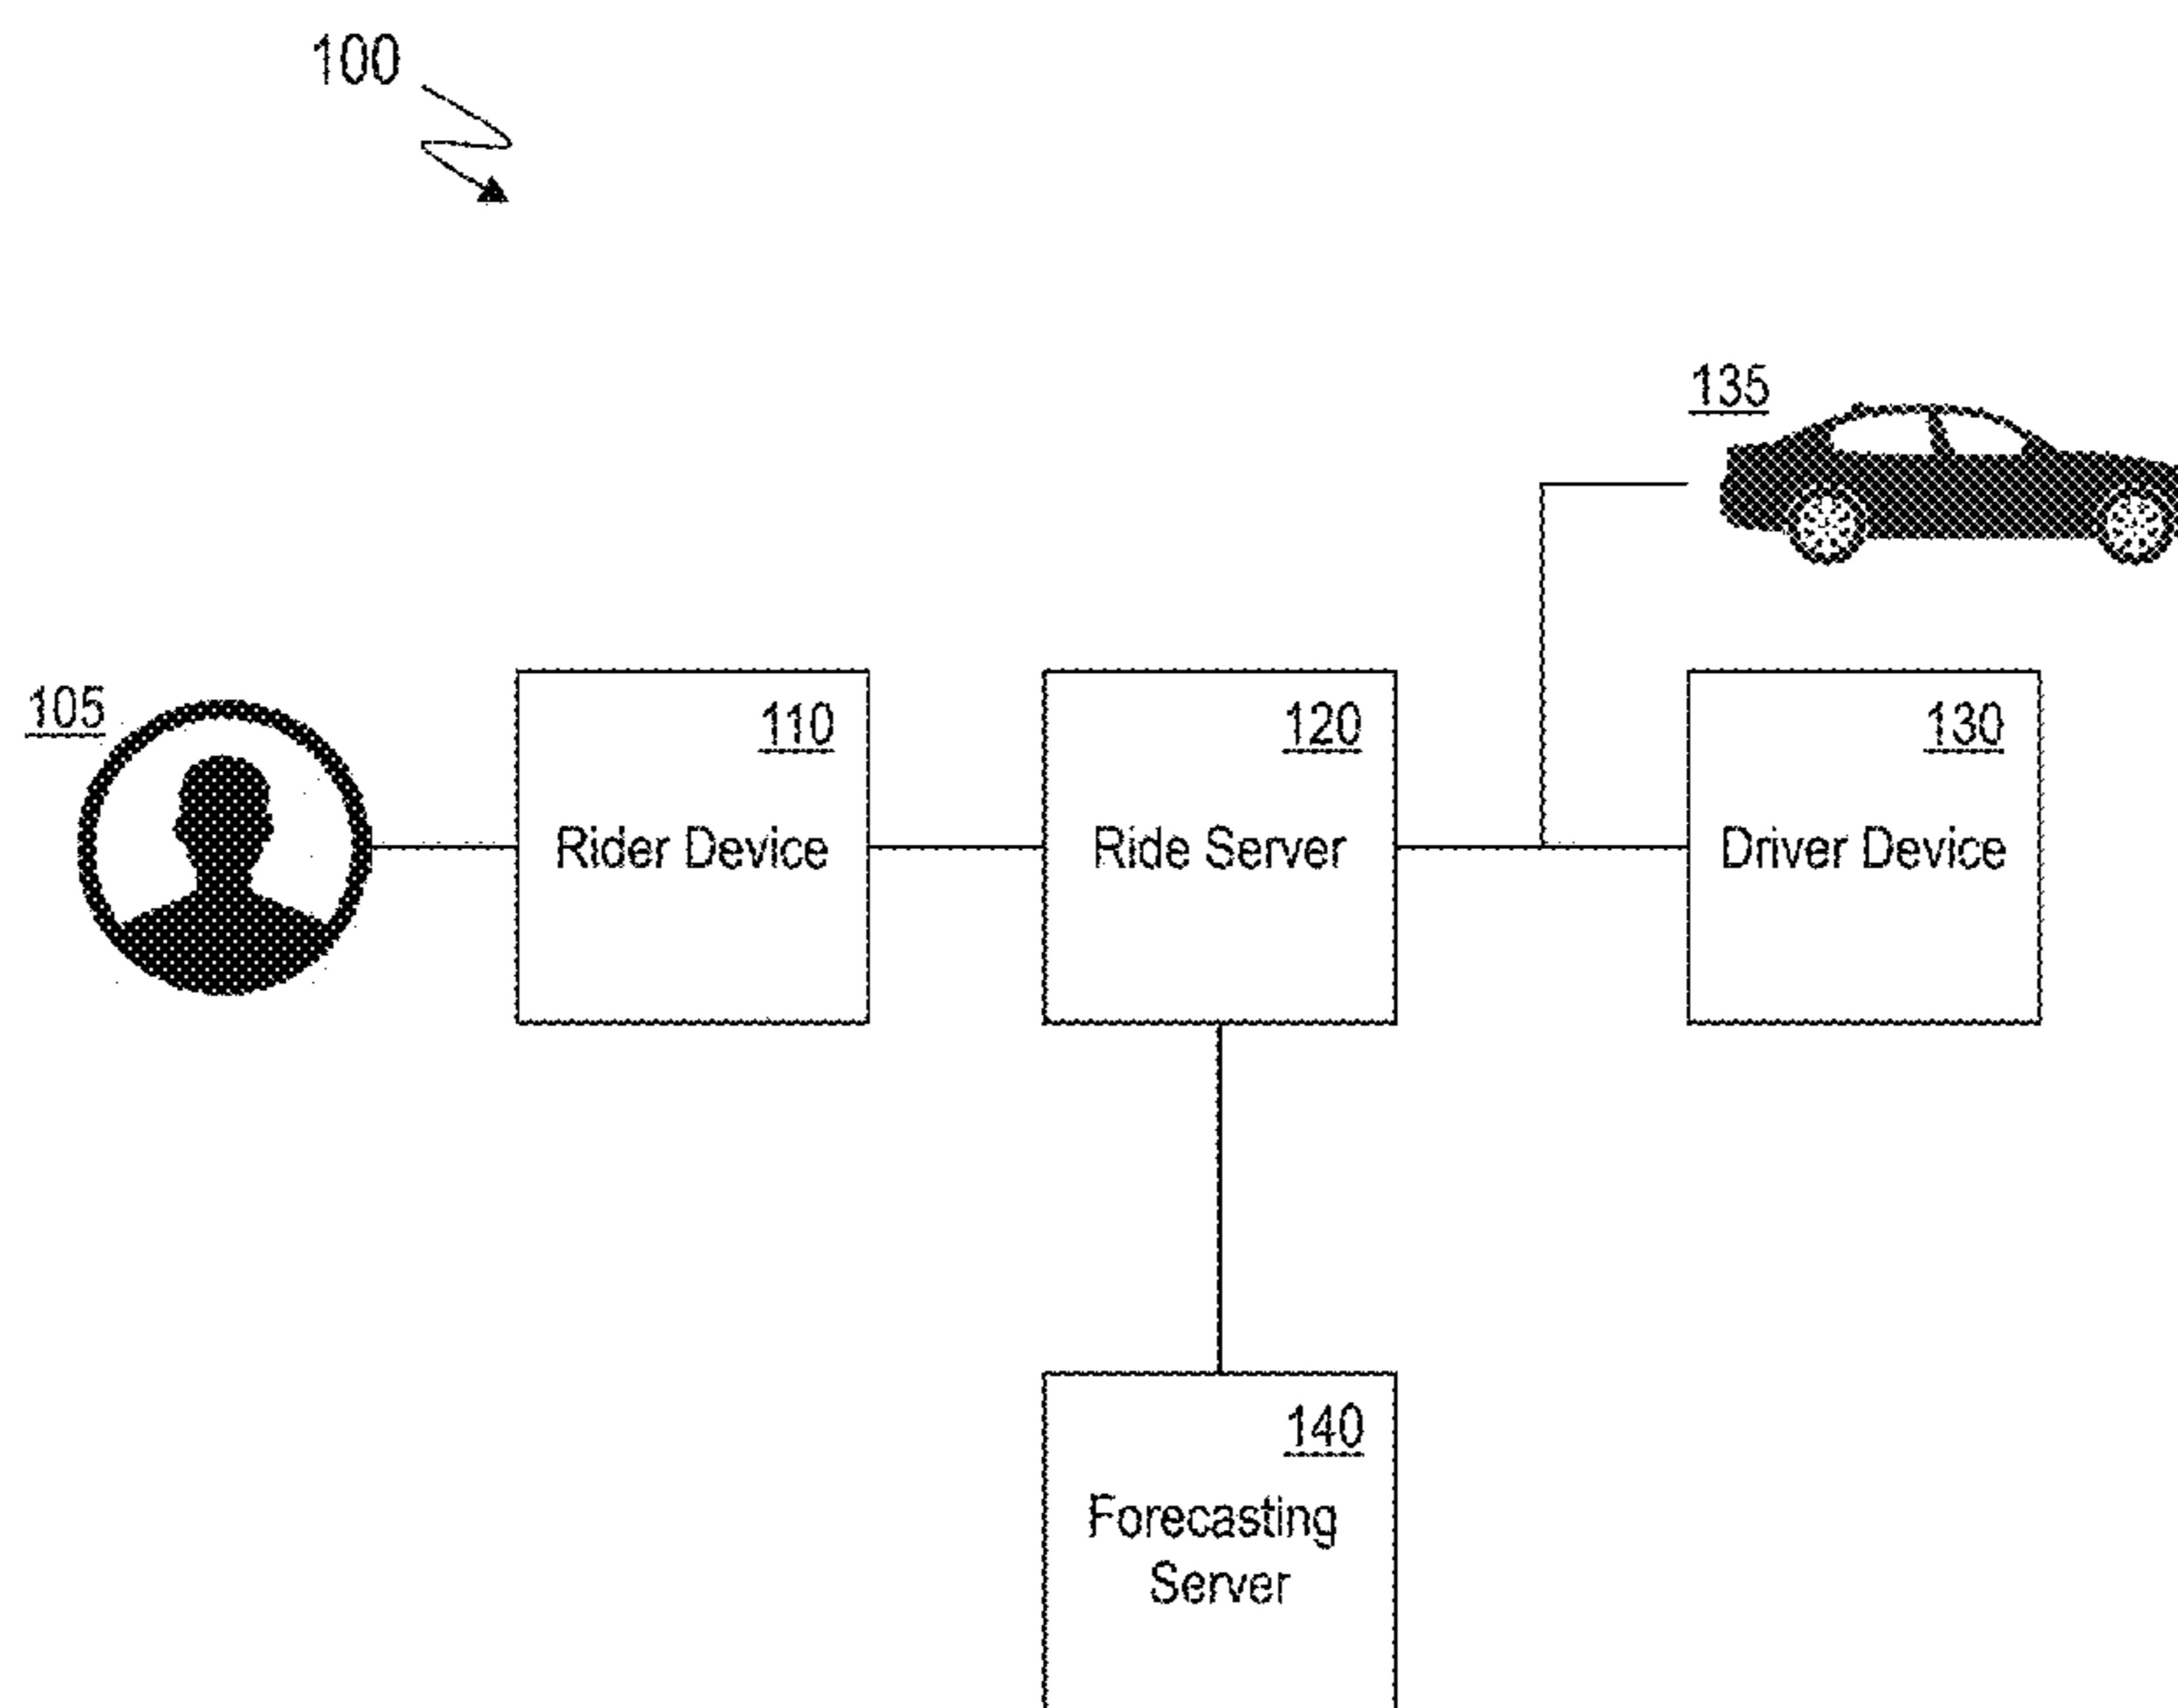 100
135
105
110
Rider Device
120
Ride Server
130
Driver Device
140
Forecasting
Server